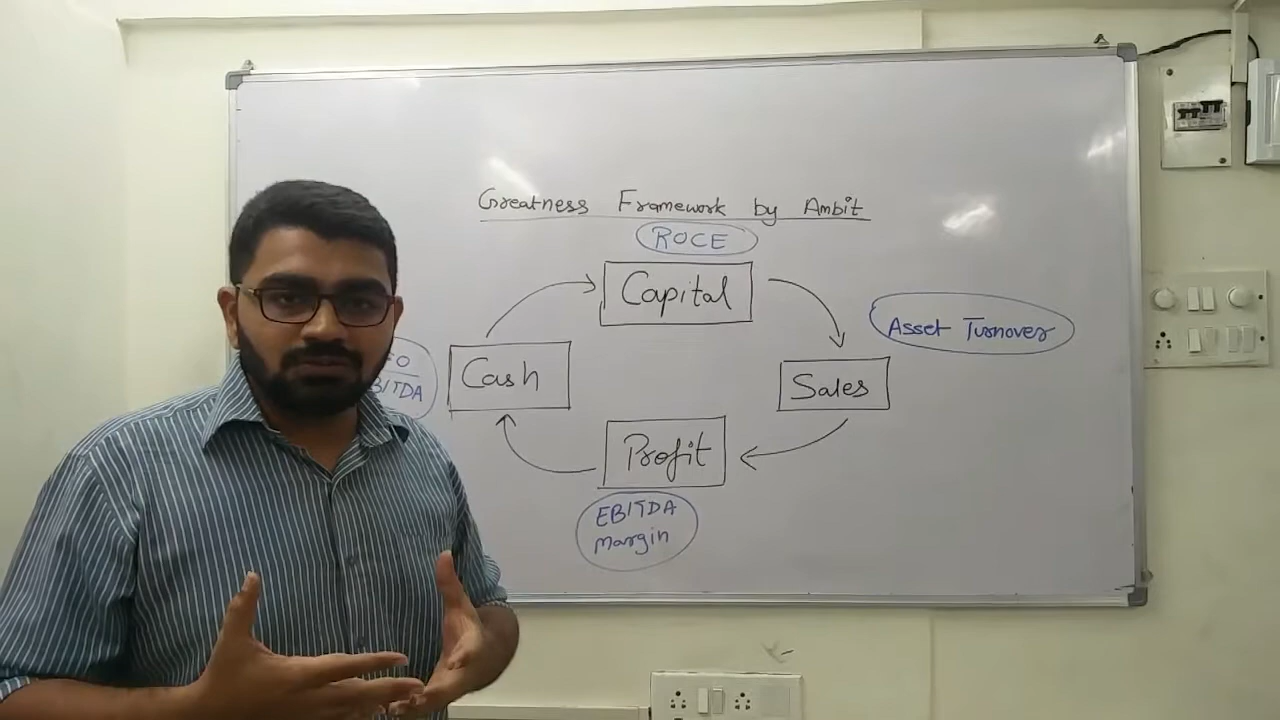 Greatness Framework by Ambit
ROCE
Capital
Asset Turnover
Cash
Sales
Profit
EBITDA
margin